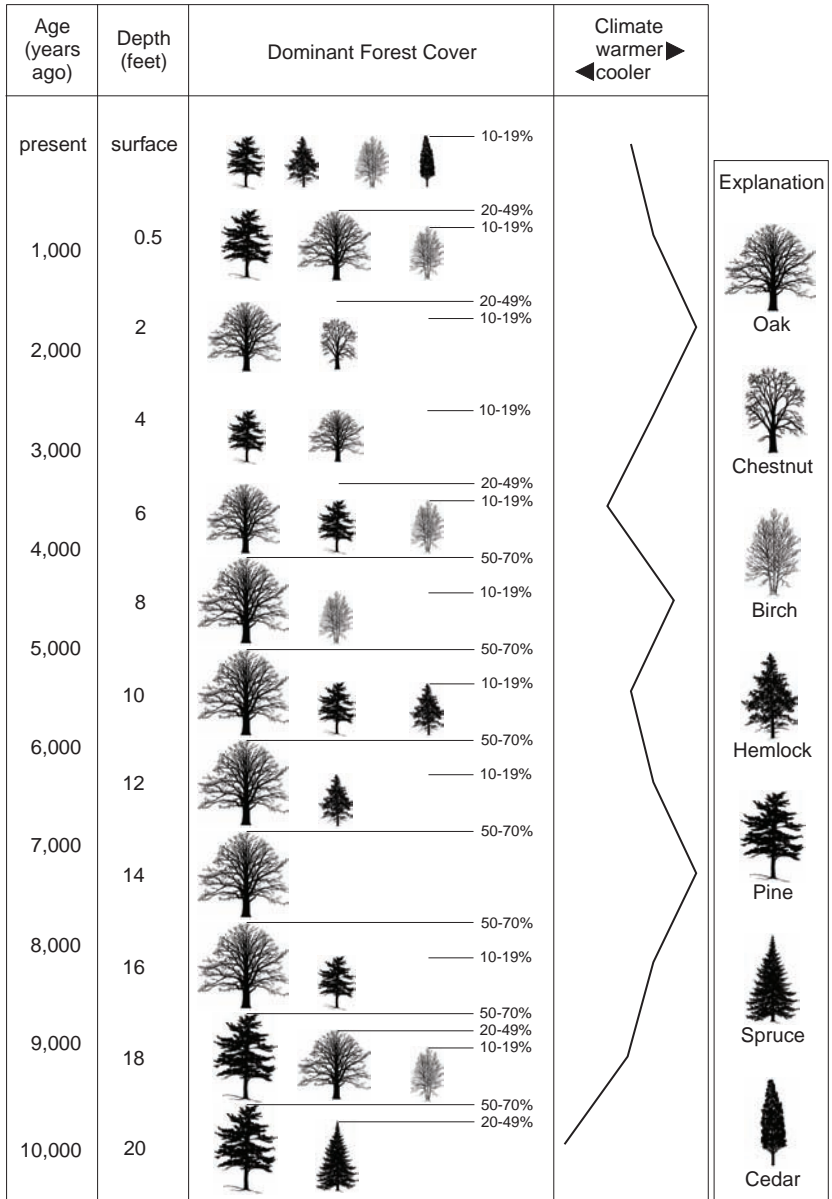 Age
(years
ago)
Depth
(feet)
Dominant Forest Cover
Climate
warmer
cooler
present surface 10-19%
20-49%
0.5 10-19%
1,000
20-49%
2 10-19%
2,000
4 10-19%
3,000
20-49%
6 10-19%
4,000
50-70%
8 10-19%
5,000
50-70%
10 10-19%
6,000
50-70%
12 10-19%
7,000
50-70%
14
50-70%
8,000
16 10-19%
50-70%
20-49%
9,000
10-19%
18
50-70%
20-49%
10,000 20
Explanation
Oak
Chestnut
Birch
Hemlock
Pine
Spruce
Cedar